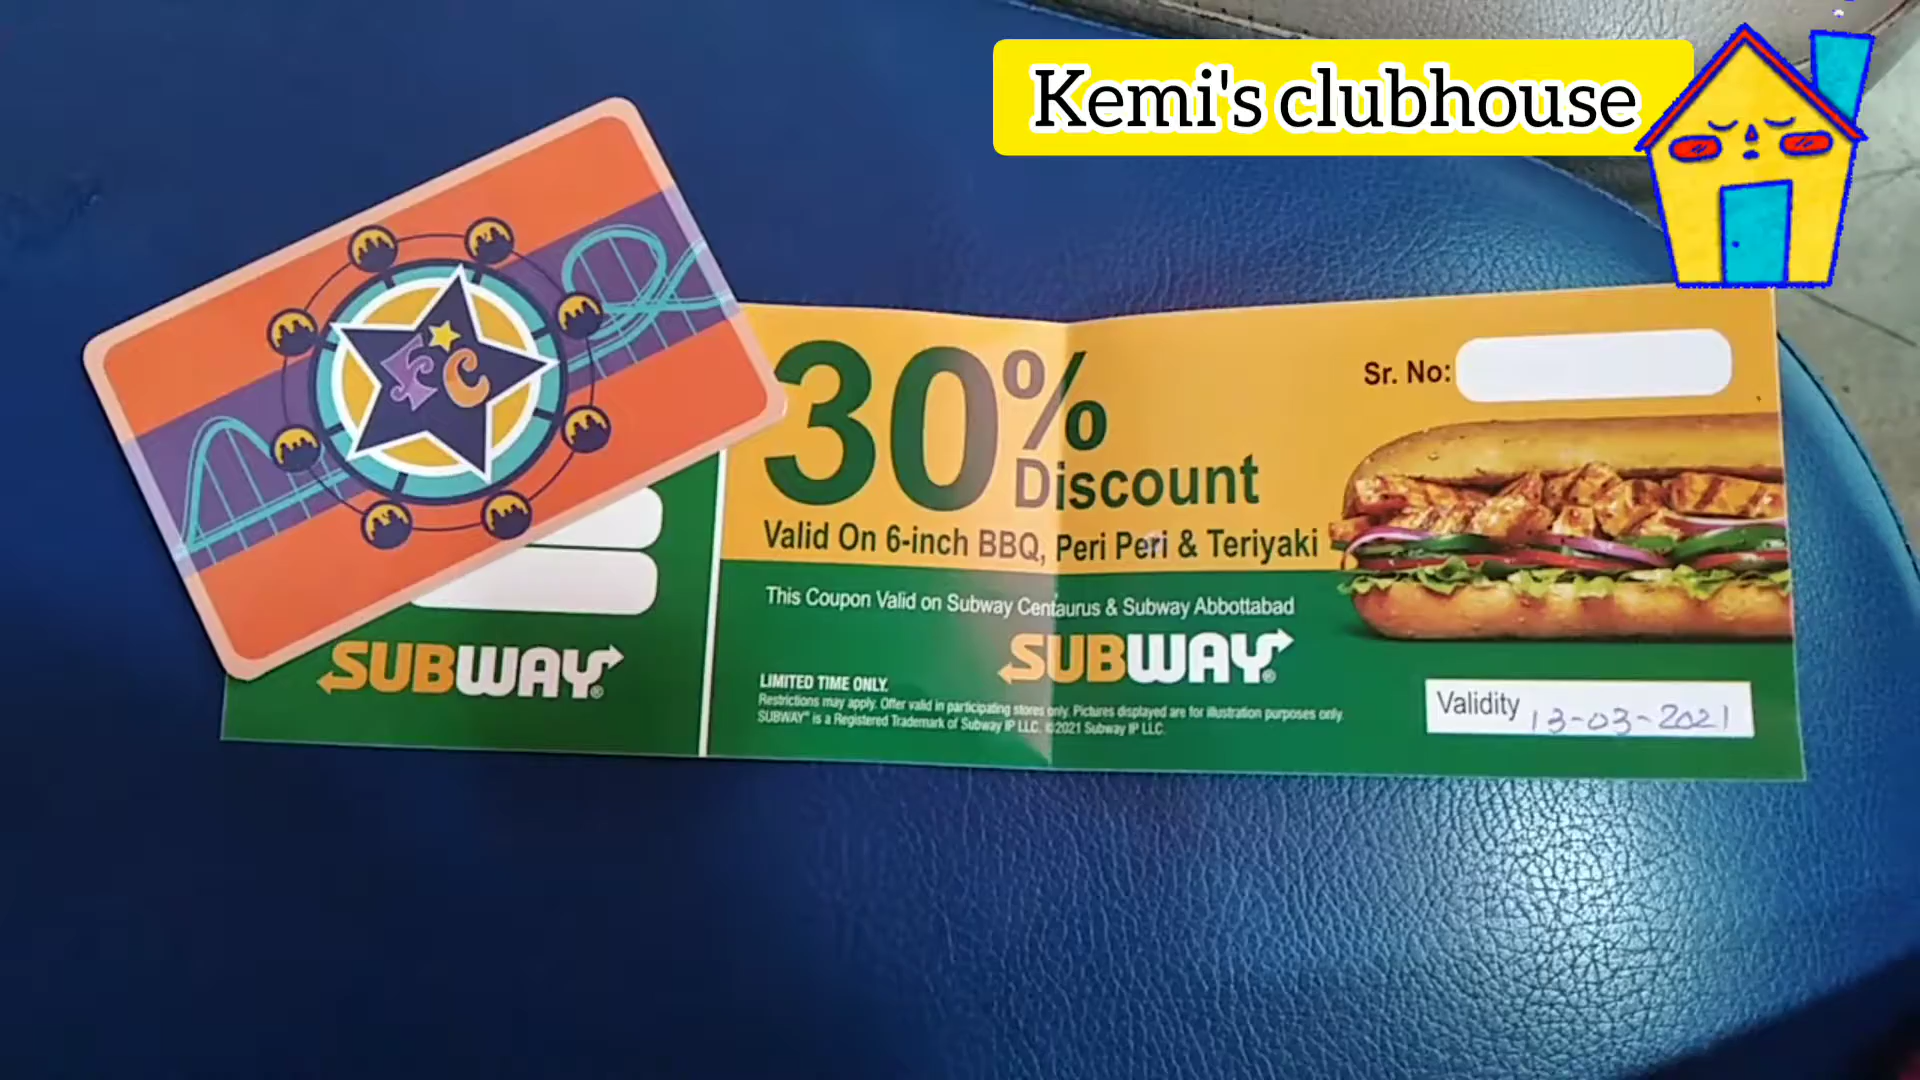 Kemi's clubhouse
FC
30%
Discount
Sr. No:
Valid On 6-inch BBQ, Peri Peri & Teriyaki
This Coupon Valid on Subway Centaurus & Subway Abbottabad
SUBWAY®
SUBWAY®
LIMITED TIME ONLY.
Restrictions may apply. Offer valid in participating stores only. Pictures displayed are for illustration purposes only.
SUBWAY® is a Registered Trademark of Subway IP LLC. ©2021 Subway IP LLC.
Validity 13-03-2021